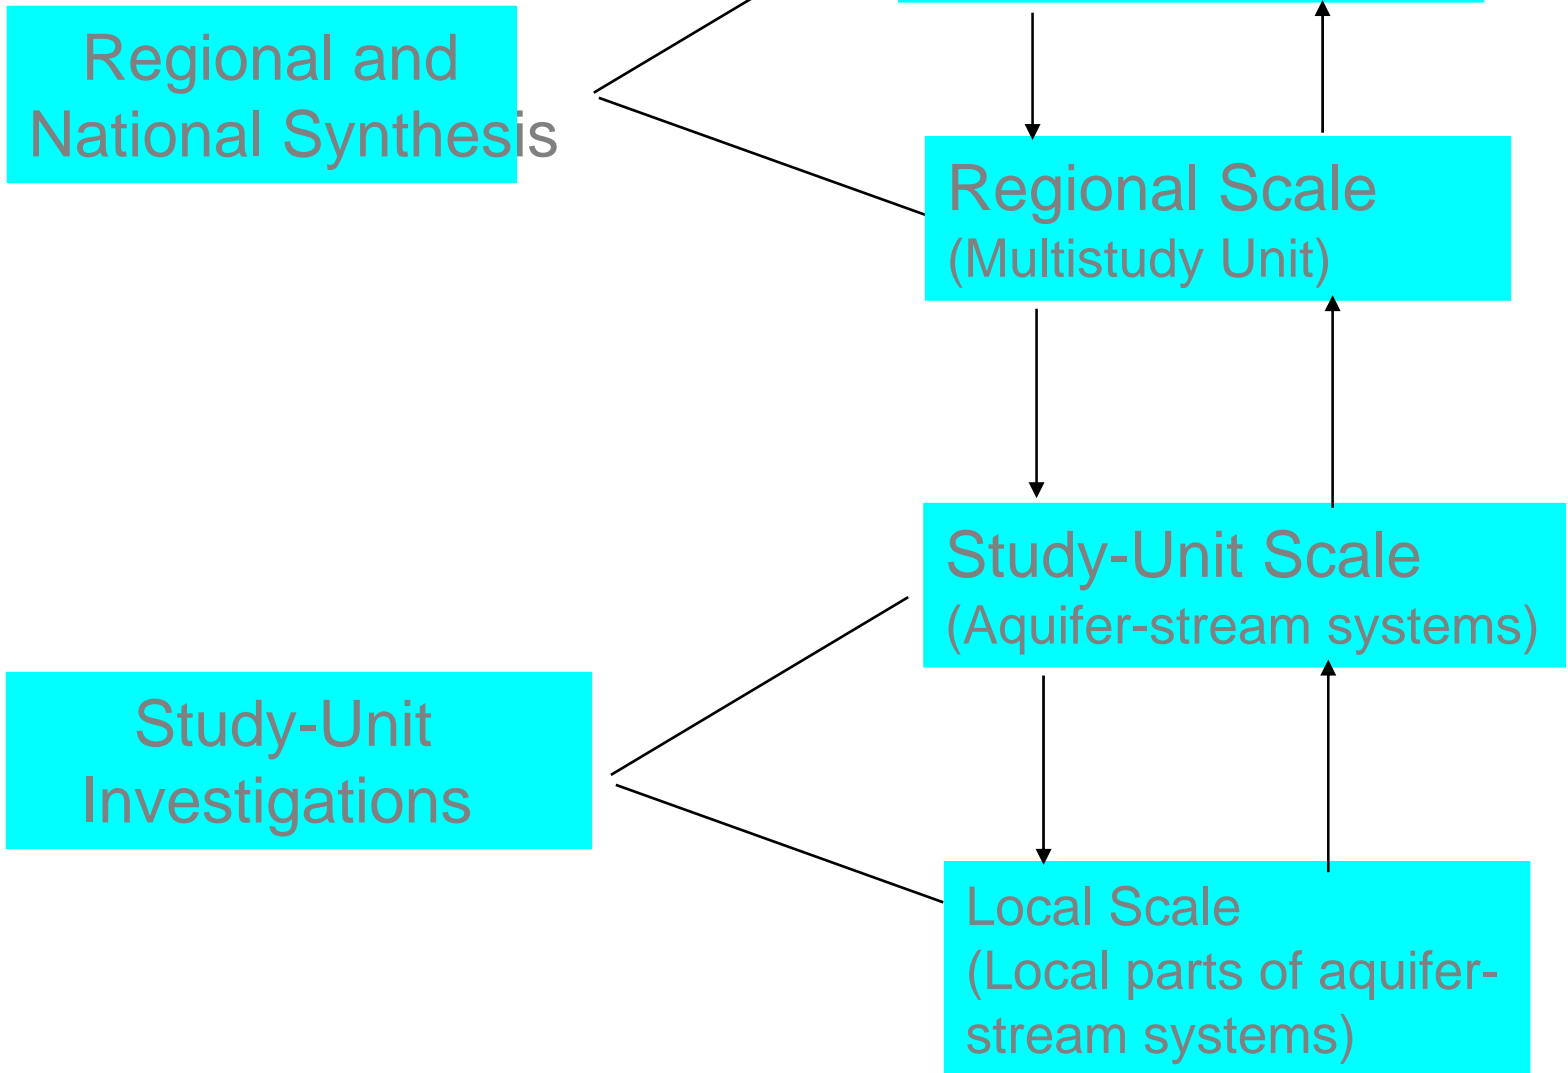 Regional and
National Synthesis
Regional Scale
(Multistudy Unit)
Study-Unit Scale
(Aquifer-stream systems)
Study-Unit
Investigations
Local Scale
(Local parts of aquifer-
stream systems)